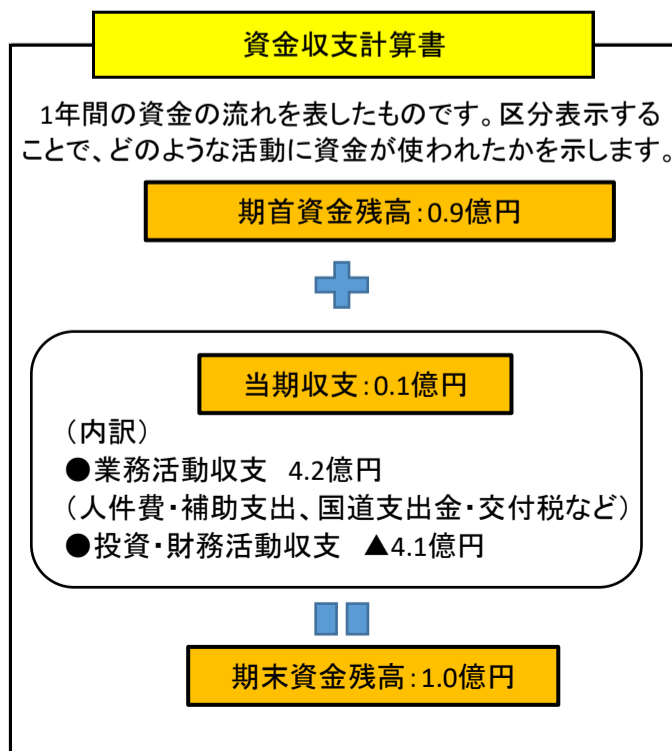 資金収支計算書
1年間の資金の流れを表したものです。区分表示する
ことで、どのような活動に資金が使われたかを示します。
期首資金残高：0.9億円
当期収支：0.1億円
（内訳）
●業務活動収支　4.2億円
（人件費・補助支出、国道支出金・交付税など）
●投資・財務活動収支　▲4.1億円
期末資金残高：1.0億円